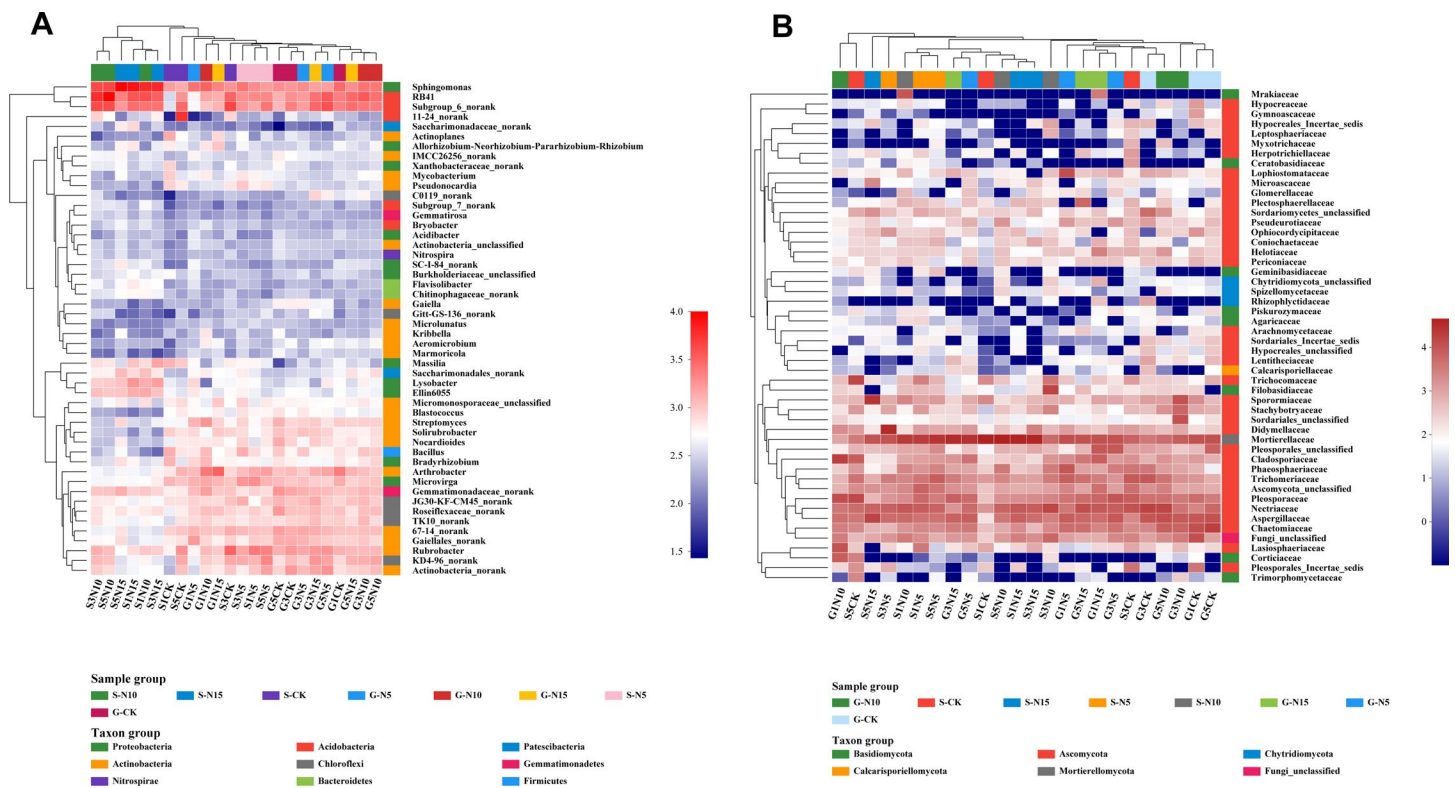 A
Sphingomonas
RB41
Subgroup_6_norank
11-24_norank
Saccharimonadaceae_norank
Actinoplanes
Allorhizobium-Neorhizobium-Pararhizobium-Rhizobium
IMCC26256_norank
Xanthobacteraceae_norank
Mycobacterium
Pseudonocardia
C0119_norank
Subgroup_7_norank
Gemmatirosa
Bryobacter
Acidibacter
Actinobacteria_unclassified
Nitrospira
SC-I-84_norank
Burkholderiaceae_unclassified
Flavisolibacter
Chitinophagaceae_norank
Gaiella
Gitt-GS-136_norank
Microlunatus
Kribbella
Aeromicrobium
Marmoricola
Massilia
Saccharimonadales_norank
Lysobacter
Ellin6055
Micromonosporaceae_unclassified
Blastococcus
Streptomyces
Solirubrobacter
Nocardioides
Bacillus
Bradyrhizobium
Arthrobacter
Microvirga
Gemmatimonadaceae_norank
JG30-KF-CM45_norank
Roseiflexaceae_norank
TK10_norank
67-14_norank
Gaiellales_norank
Rubrobacter
KD4-96_norank
Actinobacteria_norank
S3N10 S5N10 S5N15 S1N15 S1N10 S3N15 S1CK S5CK G1N5 G1N10 G1N15 S3CK S3N5 S1N5 S5N5 G5CK G3CK G3N5 G3N15 G5N5 G1CK G5N15 G3N10 G5N10
4.0
3.5
3.0
2.5
2.0
1.5
Sample group
S-N10 S-N15 S-CK G-N5 G-N10 G-N15 S-N5
G-CK
Taxon group
Proteobacteria Acidobacteria Patescibacteria
Actinobacteria Chloroflexi Gemmatimonadetes
Nitrospirae Bacteroidetes Firmicutes
B
Mrakiaceae
Hypocreaceae
Gymnoascaceae
Hypocreales_Incertae_sedis
Leptosphaeriaceae
Myxotrichaceae
Herpotrichiellaceae
Ceratobasidiaceae
Lophiostomataceae
Microascaceae
Glomerellaceae
Plectosphaerellaceae
Sordariomycetes_unclassified
Pseudeurotiaceae
Ophiocordycipitaceae
Coniochaetaceae
Helotiaceae
Periconiaceae
Geminibasidiaceae
Chytridiomycota_unclassified
Spizellomycetaceae
Rhizophlyctidaceae
Piskurozymaceae
Agaricaceae
Arachnomycetaceae
Sordariales_Incertae_sedis
Hypocreales_unclassified
Lentitheciaceae
Calcarisporiellaceae
Trichocomaceae
Filobasidiaceae
Sporormiaceae
Stachybotryaceae
Sordariales_unclassified
Didymellaceae
Mortierellaceae
Pleosporales_unclassified
Cladosporiaceae
Phaeosphaeriaceae
Trichomeriaceae
Ascomycota_unclassified
Pleosporaceae
Nectriaceae
Aspergillaceae
Chaetomiaceae
Fungi_unclassified
Lasiosphaeriaceae
Corticiaceae
Pleosporales_Incertae_sedis
Trimorphomycetaceae
G1N10 S5CK S5N15 S3N5 S1N10 S1N5 S5N5 G3N15 G5N5 S1CK S5N10 S1N15 S3N15 S3N10 G1N5 G5N15 G1N15 G3N5 S3CK G3CK G5N10 G3N10 G1CK G5CK
4
3
2
1
0
Sample group
G-N10 S-CK S-N15 S-N5 S-N10 G-N15 G-N5
G-CK
Taxon group
Basidiomycota Ascomycota Chytridiomycota
Calcarisporiellomycota Mortierellomycota Fungi_unclassified